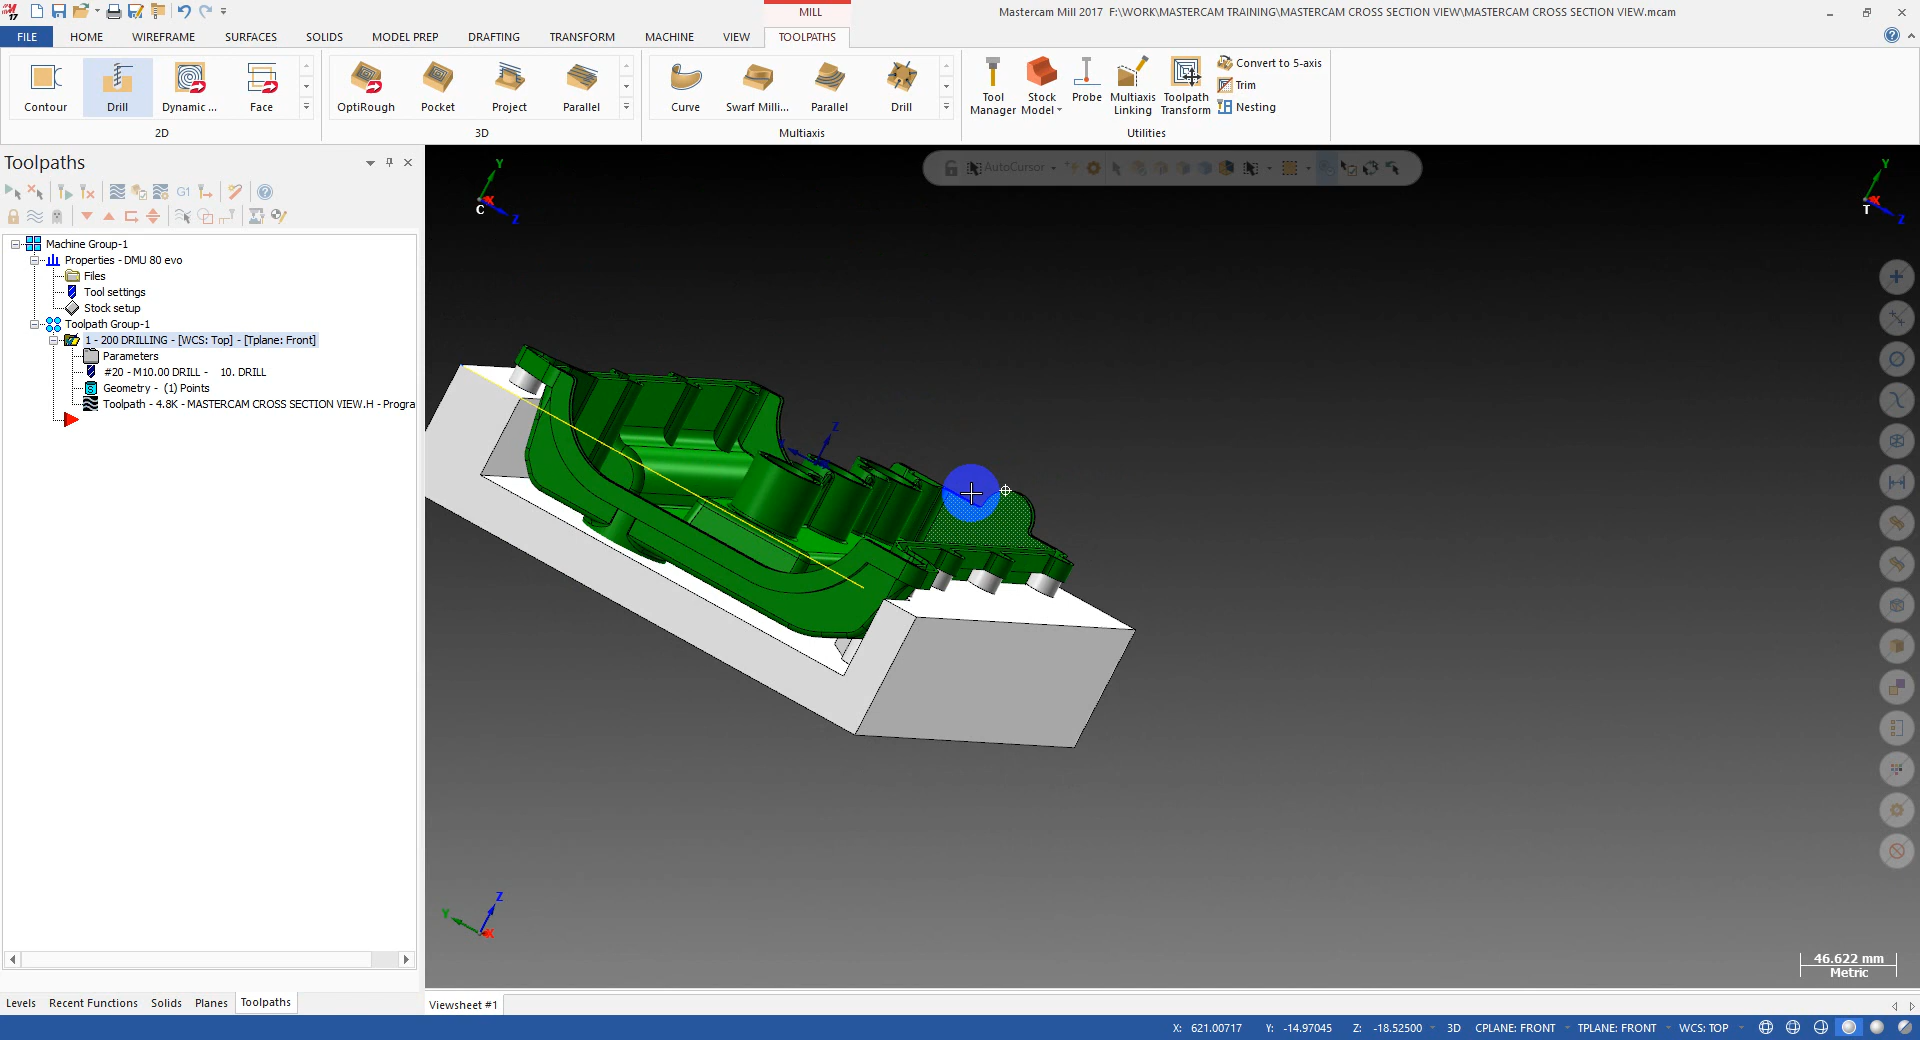 17
MILL
Mastercam Mill 2017  F:\WORK\MASTERCAM TRAINING\MASTERCAM CROSS SECTION VIEW\MASTERCAM CROSS SECTION VIEW.mcam
FILE HOME WIREFRAME SURFACES SOLIDS MODEL PREP DRAFTING TRANSFORM MACHINE VIEW TOOLPATHS
Contour Drill Dynamic ... Face
OptiRough Pocket Project Parallel
Curve Swarf Milli... Parallel Drill
Tool Manager
Stock Model
Probe
Multiaxis Linking
Toolpath Transform
Convert to 5-axis
Trim
Nesting
2D 3D Multiaxis Utilities
Toolpaths
G1
Machine Group-1
Properties - DMU 80 evo
Files
Tool settings
Stock setup
Toolpath Group-1
1 - 200 DRILLING - [WCS: Top] - [Tplane: Front]
Parameters
#20 - M10.00 DRILL - 10. DRILL
Geometry - (1) Points
Toolpath - 4.8K - MASTERCAM CROSS SECTION VIEW.H - Progra
AutoCursor
Y
X
Z
C
Y
X
Z
T
Z
Z
Y
X
46.622 mm
Metric
Levels Recent Functions Solids Planes Toolpaths
Viewsheet #1
X: 621.00717 Y: -14.97045 Z: -18.52500 3D CPLANE: FRONT TPLANE: FRONT WCS: TOP